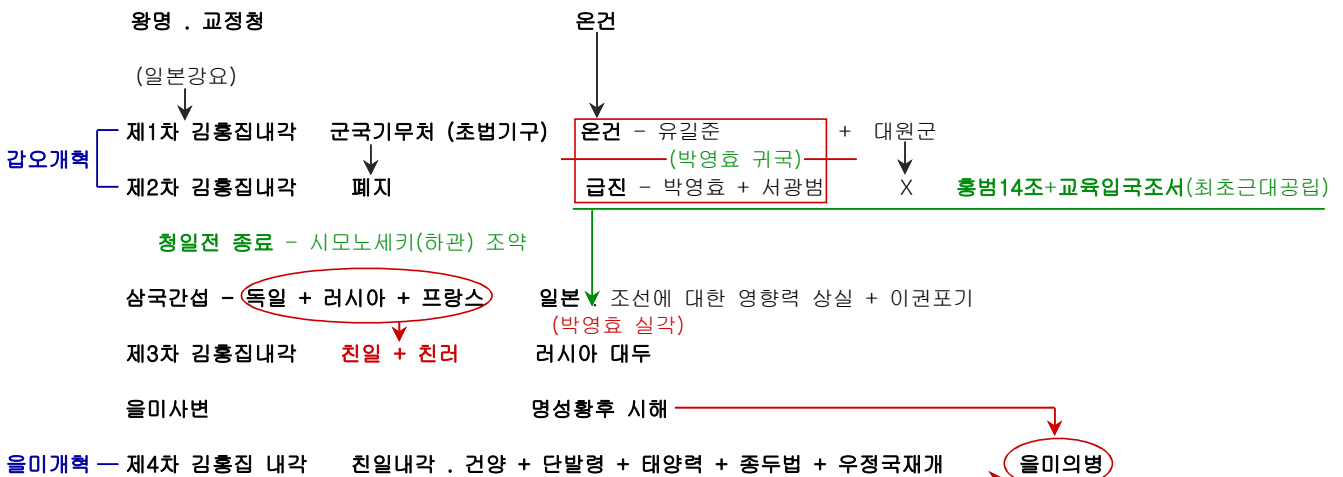 왕명 . 교정청 온건
(일본강요)
제1차 김홍집내각 군국기무처 (초법기구) 온건 - 유길준 + 대원군
갑오개혁 (박영효 귀국)
제2차 김홍집내각 폐지 급진 - 박영효 + 서광범 X 홍범14조+교육입국조서(최초근대공립)
청일전 종료 - 시모노세키(하관) 조약
삼국간섭 - 독일 + 러시아 + 프랑스 일본 . 조선에 대한 영향력 상실 + 이권포기
(박영효 실각)
제3차 김홍집내각 친일 + 친러 러시아 대두
을미사변 명성황후 시해
을미개혁 제4차 김홍집 내각 친일내각 . 건양 + 단발령 + 태양력 + 종두법 + 우정국재개 을미의병